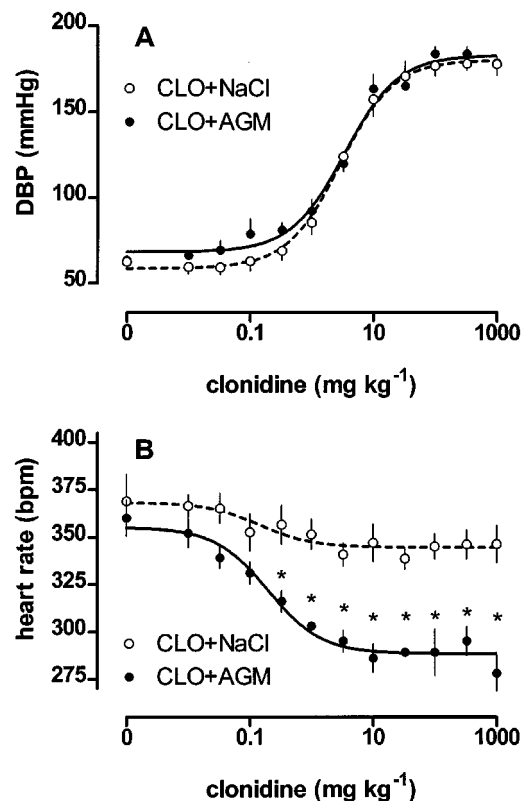 A
200
CLO+NaCl
CLO+AGM
150
DBP (mmHg)
100
50
0 0.1 10 1000
clonidine (mg kg⁻¹)
B
400
375
350
heart rate (bpm)
325
* * * * * * * *
300
CLO+NaCl
CLO+AGM
275
0 0.1 10 1000
clonidine (mg kg⁻¹)